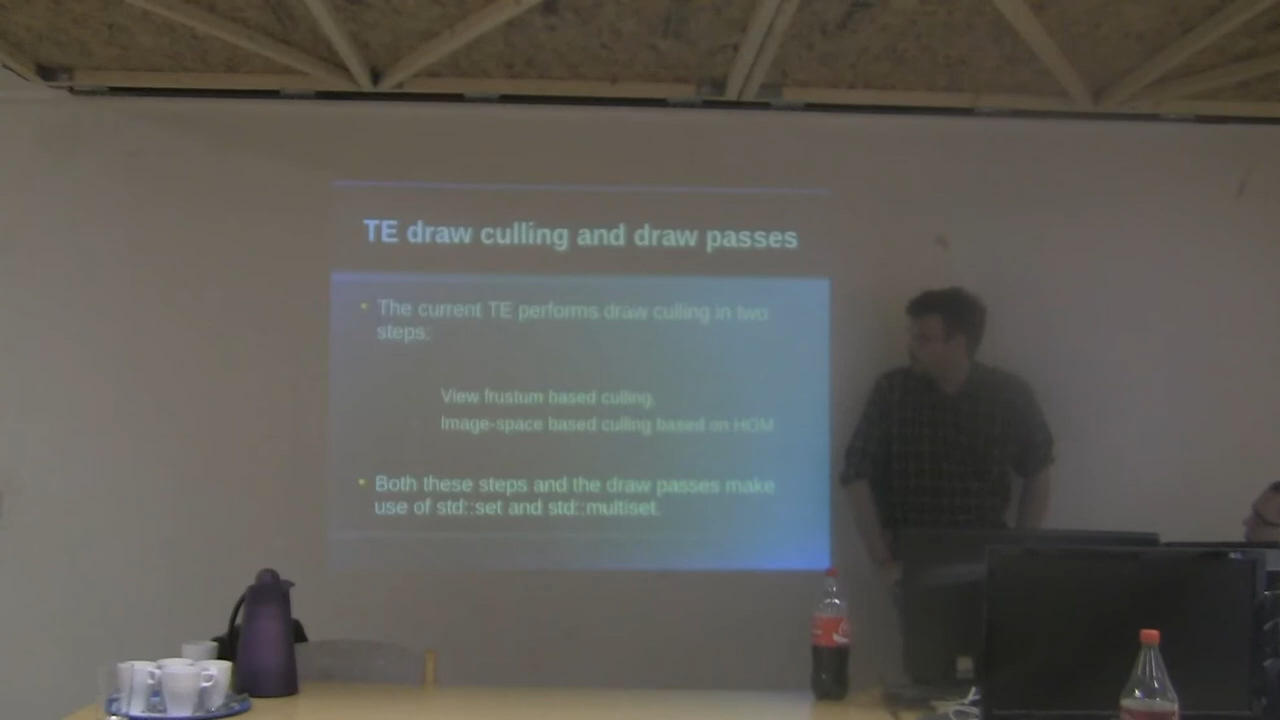 TE draw culling and draw passes
The current TE performs draw culling in two
steps:
View frustum based culling,
Image-space based culling based on HOM
Both these steps and the draw passes make
use of std::set and std::multiset.